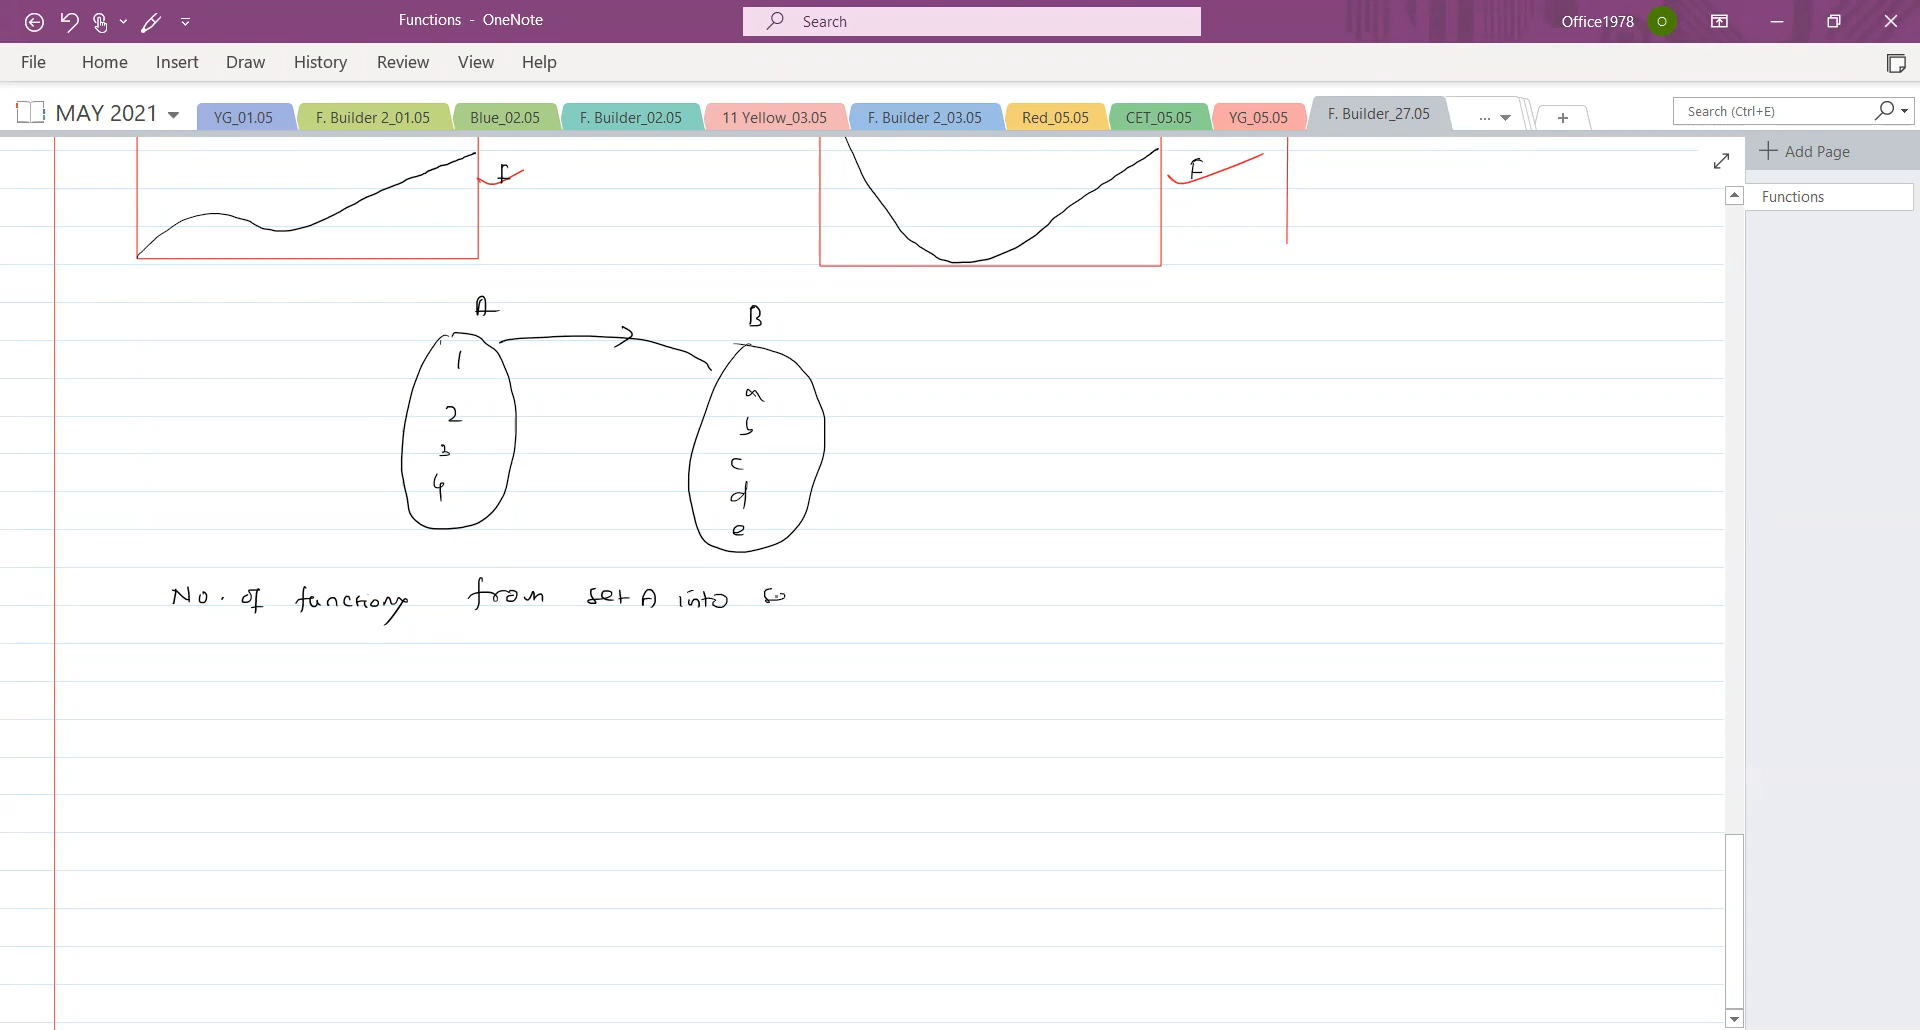 Functions - OneNote
Search
Office1978
O
File Home Insert Draw History Review View Help
MAY 2021
YG_01.05
F. Builder 2_01.05
Blue_02.05
F. Builder_02.05
11 Yellow_03.05
F. Builder 2_03.05
Red_05.05
CET_05.05
YG_05.05
F. Builder_27.05
...
+
Search (Ctrl+E)
Add Page
Functions
F
F
A
B
1
2
3
4
a
b
c
d
e
No. of functions from set A into